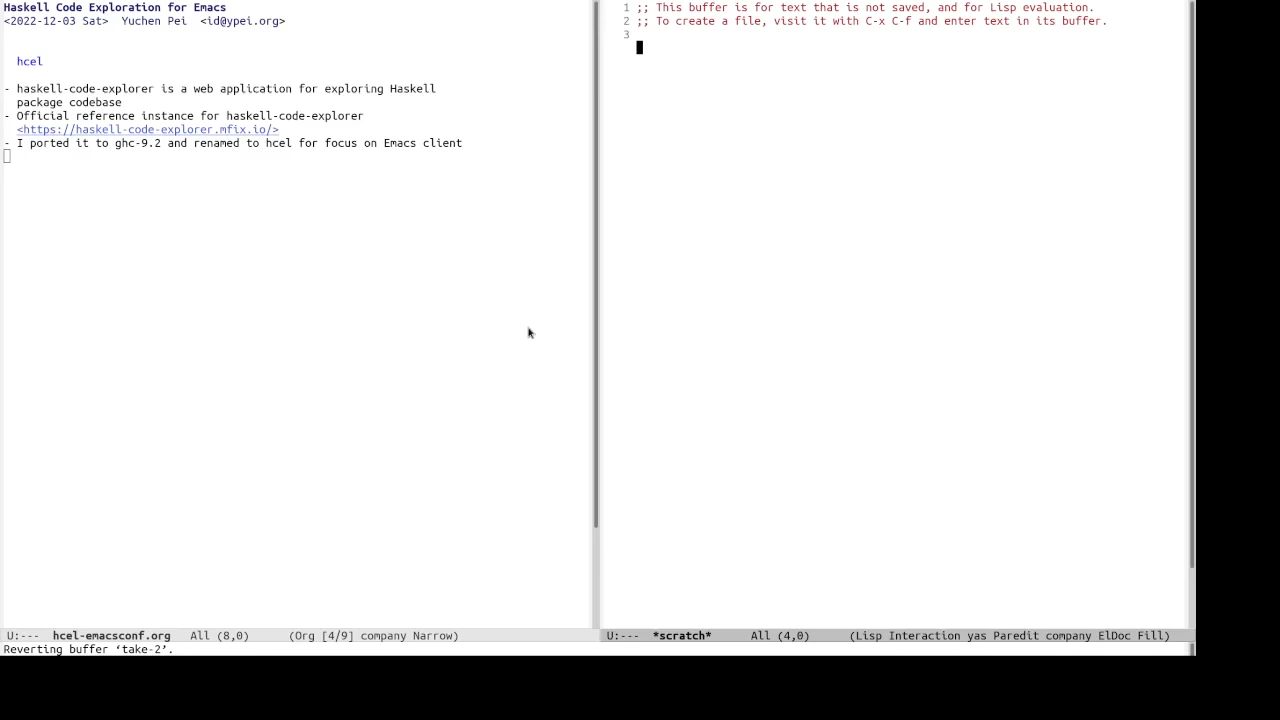 Haskell Code Exploration for Emacs
<2022-12-03 Sat>  Yuchen Pei  <id@ypei.org>
hcel
- haskell-code-explorer is a web application for exploring Haskell
package codebase
- Official reference instance for haskell-code-explorer
<https://haskell-code-explorer.mfix.io/>
- I ported it to ghc-9.2 and renamed to hcel for focus on Emacs client
U:---  hcel-emacsconf.org   All (8,0)      (Org [4/9] company Narrow)
1 ;; This buffer is for text that is not saved, and for Lisp evaluation.
2 ;; To create a file, visit it with C-x C-f and enter text in its buffer.
3
U:---  *scratch*      All (4,0)      (Lisp Interaction yas Paredit company ElDoc Fill)
Reverting buffer ‘take-2’.